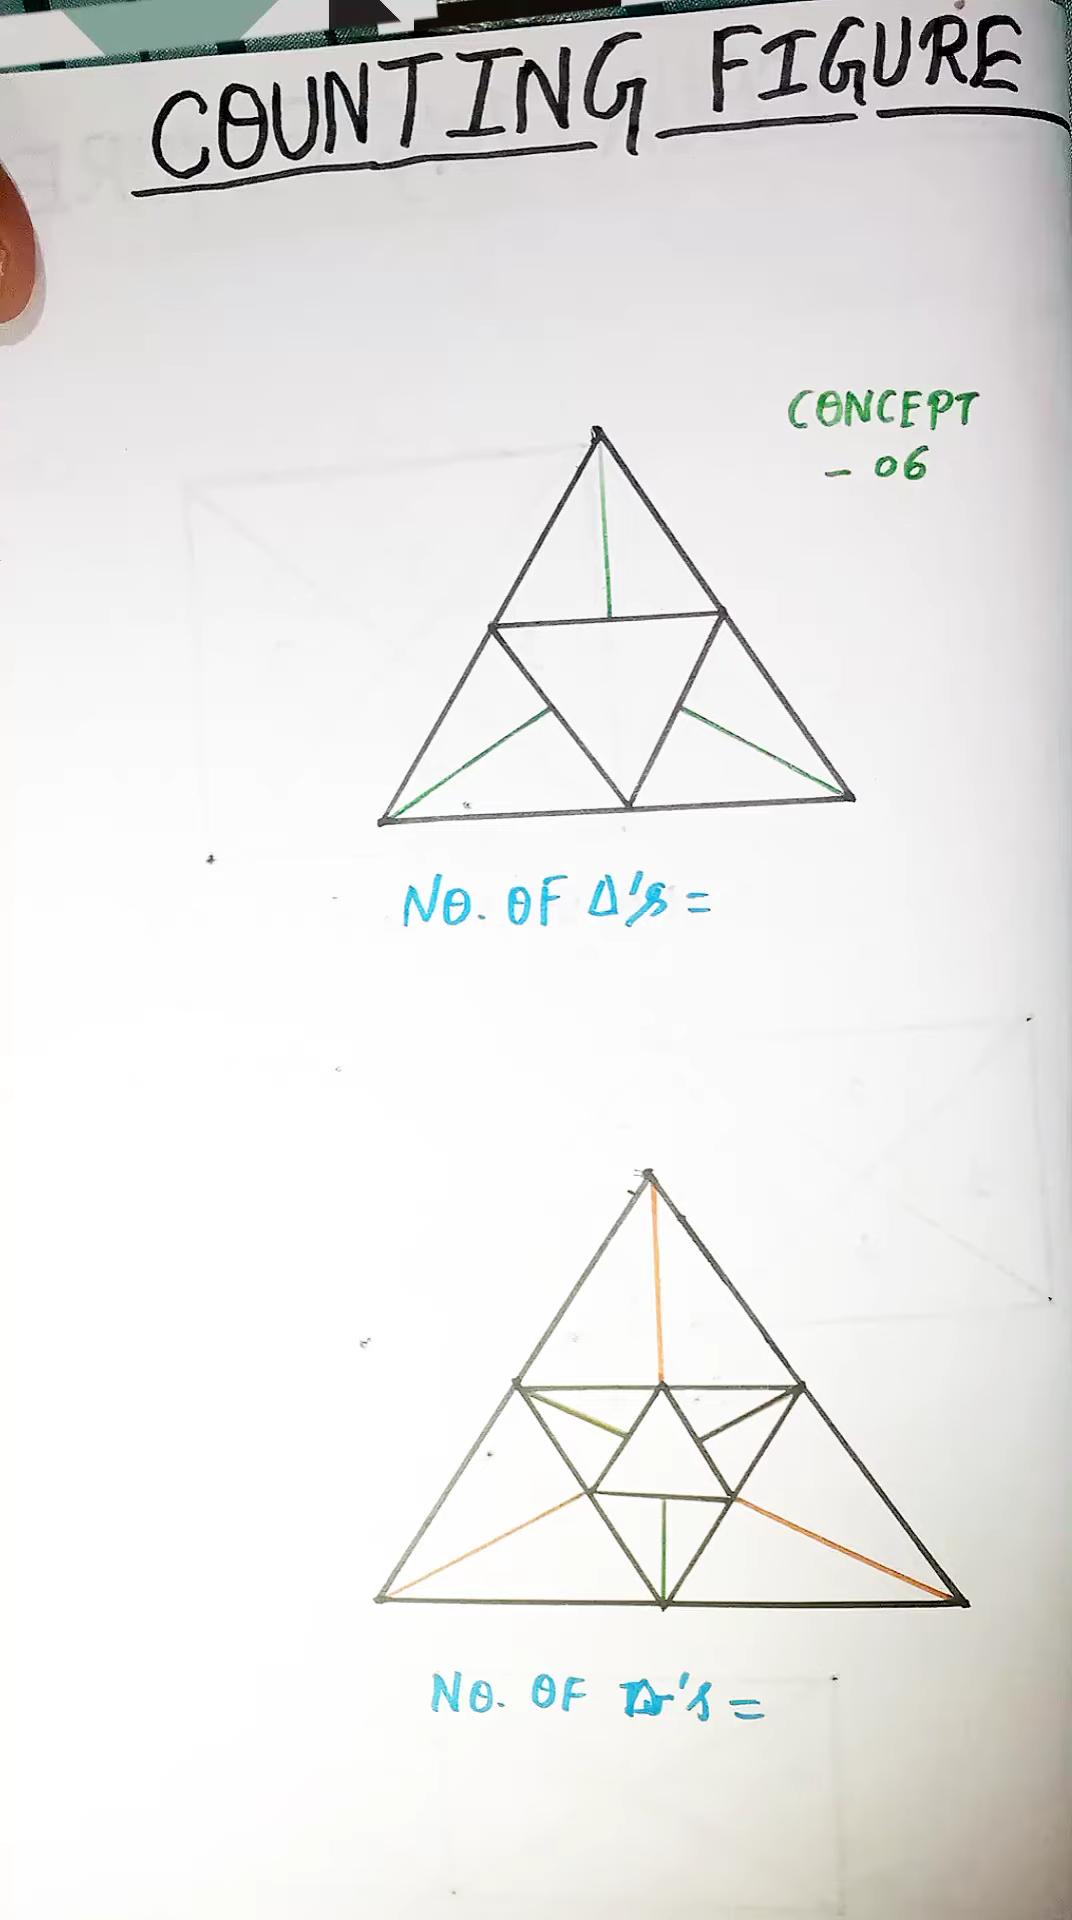 COUNTING FIGURE
CONCEPT
- 06
NO. OF Δ's =
NO. OF Δ's =